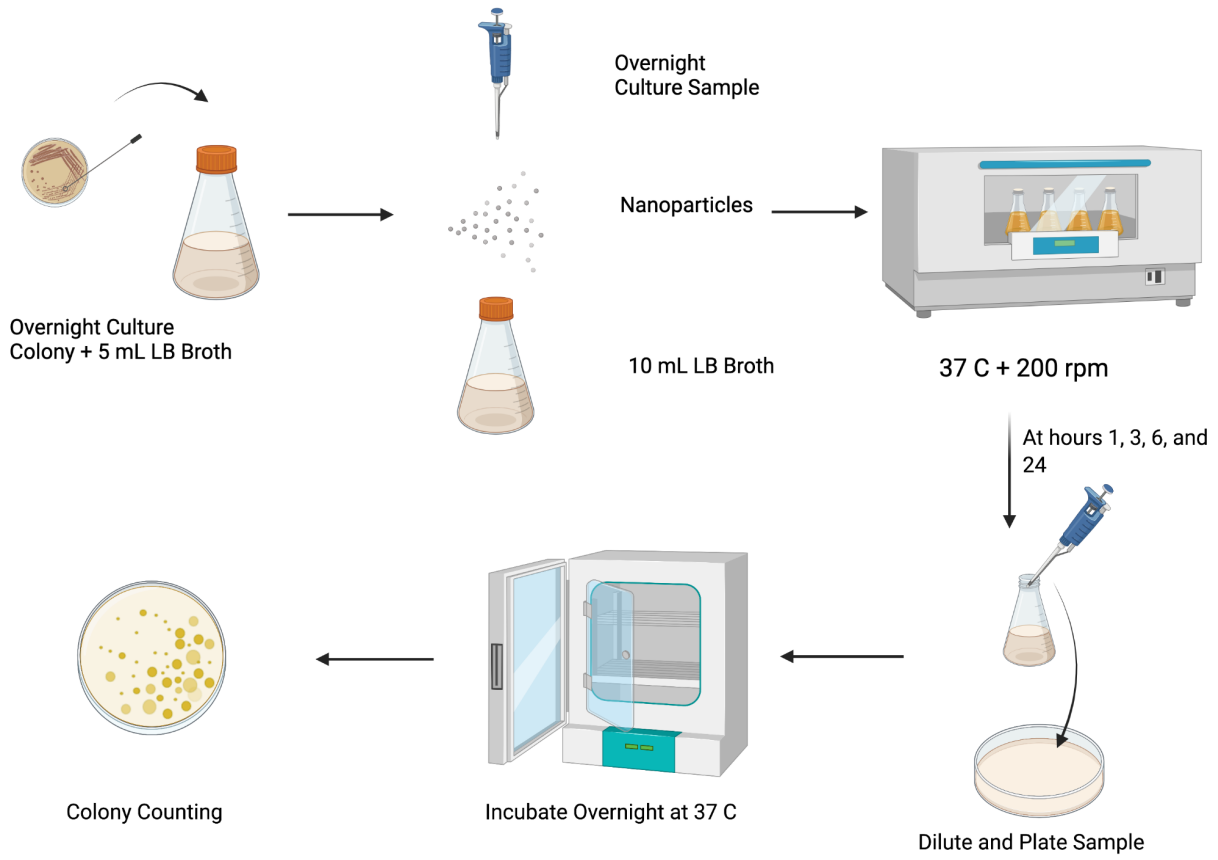 Overnight Culture
Colony + 5 mL LB Broth
Overnight
Culture Sample
Nanoparticles
10 mL LB Broth
37 C + 200 rpm
At hours 1, 3, 6, and
24
Dilute and Plate Sample
Incubate Overnight at 37 C
Colony Counting